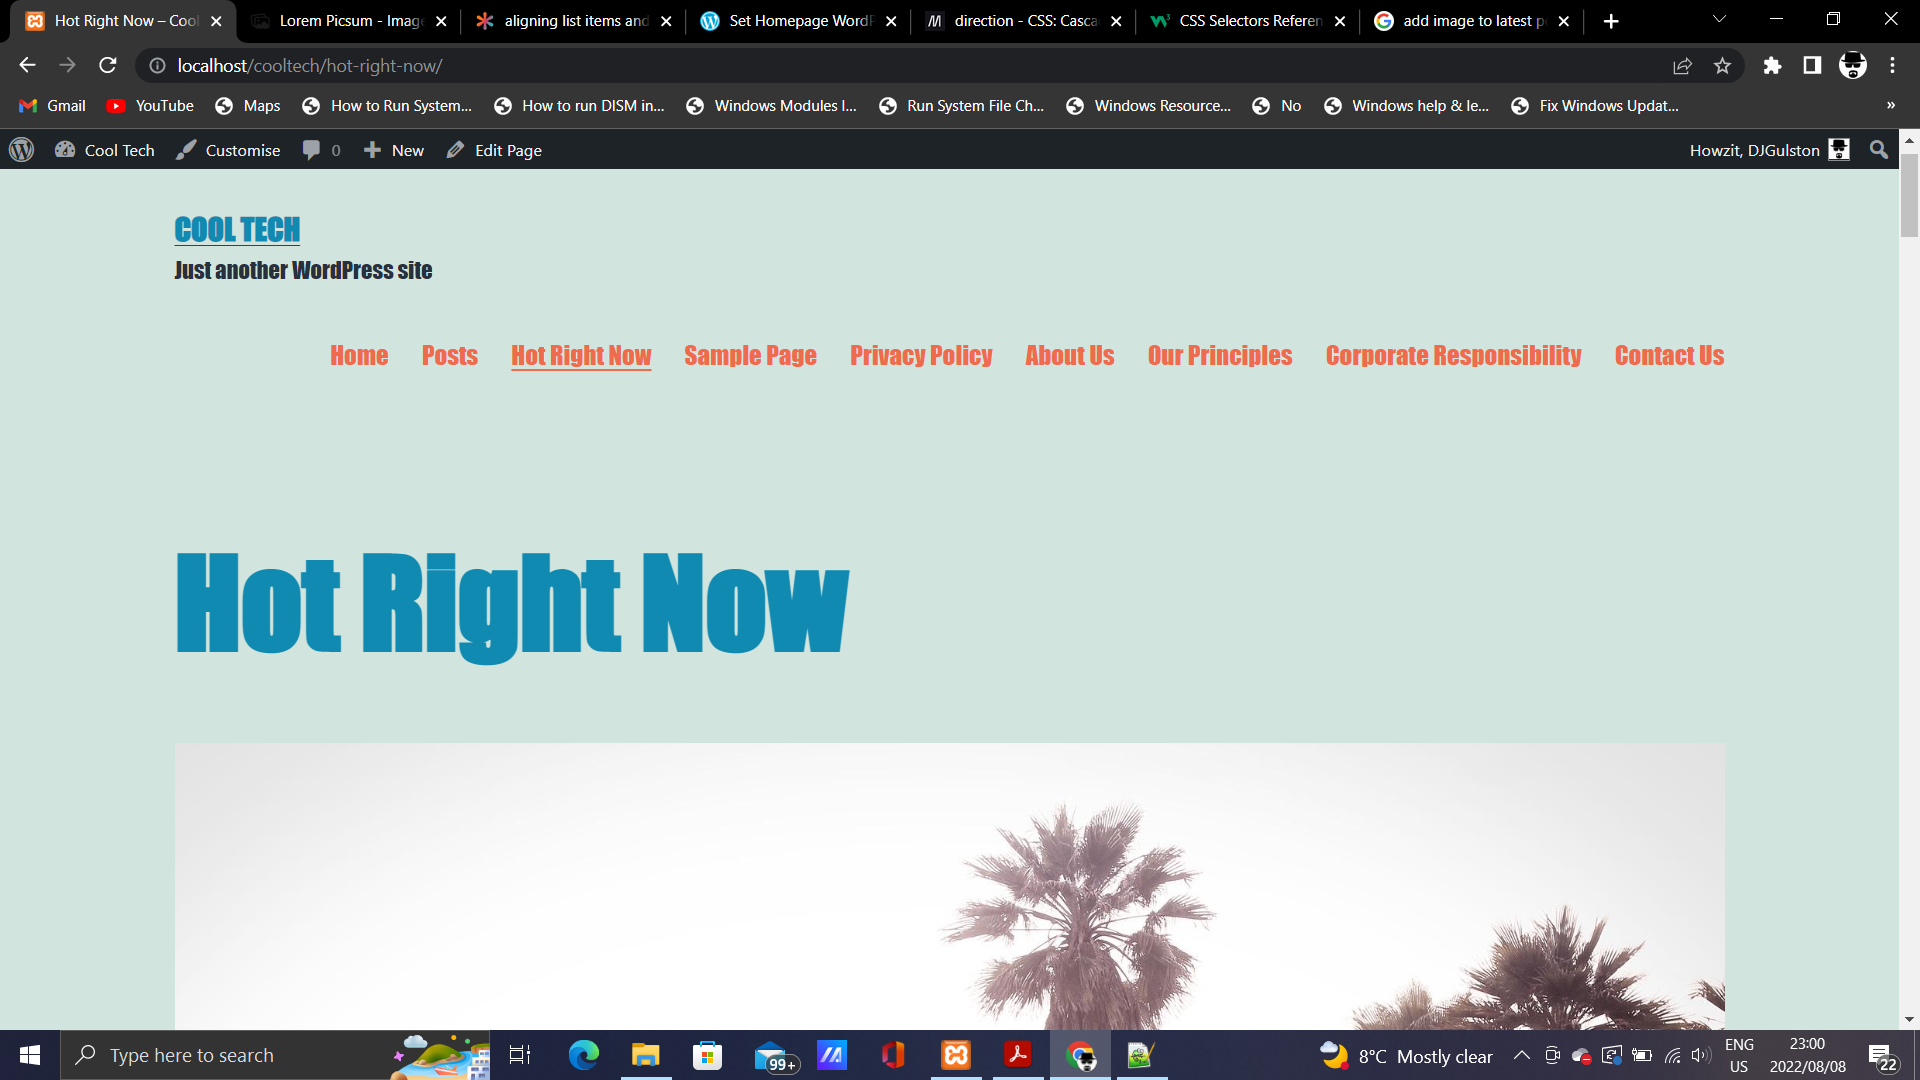 Hot Right Now – Cool
Lorem Picsum - Image
aligning list items and
Set Homepage WordP
direction - CSS: Casca
CSS Selectors Referen
add image to latest p
localhost/cooltech/hot-right-now/
Gmail
YouTube
Maps
How to Run System...
How to run DISM in...
Windows Modules I...
Run System File Ch...
Windows Resource...
No
Windows help & le...
Fix Windows Updat...
»
Cool Tech
Customise
0
New
Edit Page
Howzit, DJGulston
COOL TECH
Just another WordPress site
Home
Posts
Hot Right Now
Sample Page
Privacy Policy
About Us
Our Principles
Corporate Responsibility
Contact Us
Hot Right Now
Type here to search
99+
8°C Mostly clear
ENG
US
23:00
2022/08/08
22